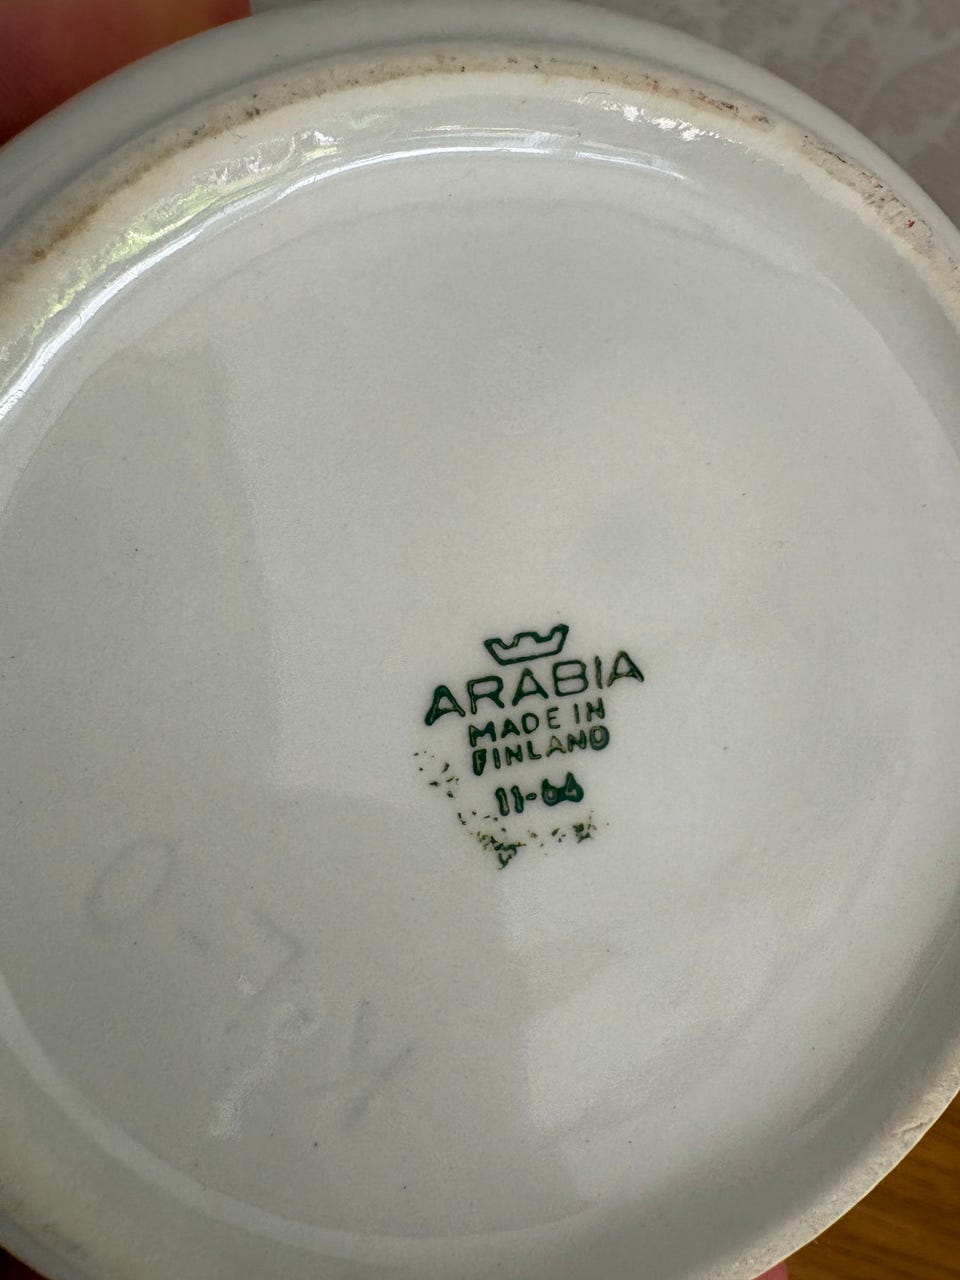 ARABIA
MADE IN
FINLAND
11-64